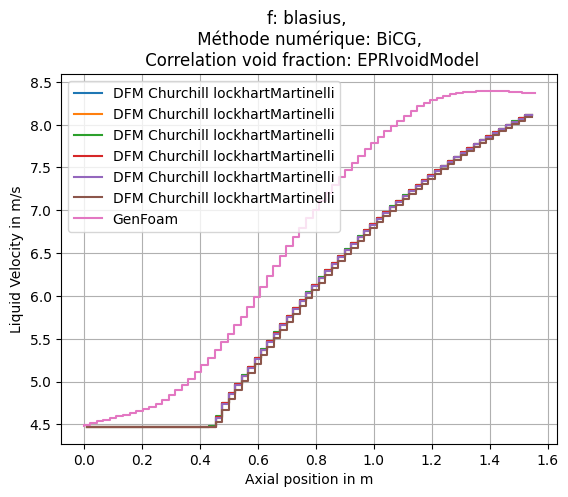 f: blasius,
Méthode numérique: BiCG,
Correlation void fraction: EPRIvoidModel
8.5
8.0
7.5
7.0
6.5
6.0
5.5
5.0
4.5
Liquid Velocity in m/s
DFM Churchill lockhartMartinelli
DFM Churchill lockhartMartinelli
DFM Churchill lockhartMartinelli
DFM Churchill lockhartMartinelli
DFM Churchill lockhartMartinelli
DFM Churchill lockhartMartinelli
GenFoam
0.0 0.2 0.4 0.6 0.8 1.0 1.2 1.4 1.6
Axial position in m